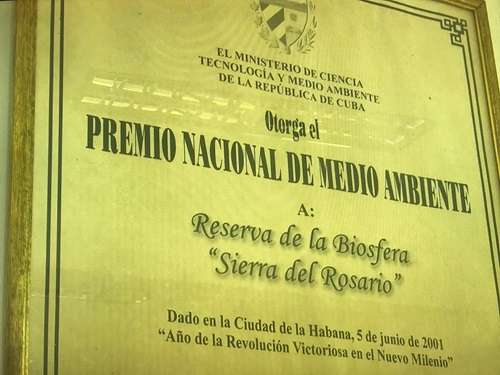 EL MINISTERIO DE CIENCIA
TECNOLOGÍA Y MEDIO AMBIENTE
DE LA REPÚBLICA DE CUBA
Otorga el
PREMIO NACIONAL DE MEDIO AMBIENTE
A:
Reserva de la Biosfera
“Sierra del Rosario”
Dado en la Ciudad de la Habana, 5 de junio de 2001
“Año de la Revolución Victoriosa en el Nuevo Milenio”